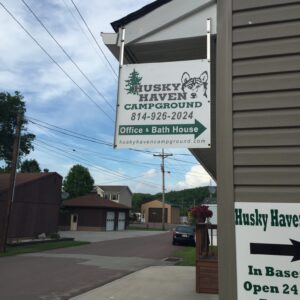 HUSKY
HAVEN
CAMPGROUND
814-926-2024
Office & Bath House
huskyhavencampground.com
Husky Haven
In Base
Open 24